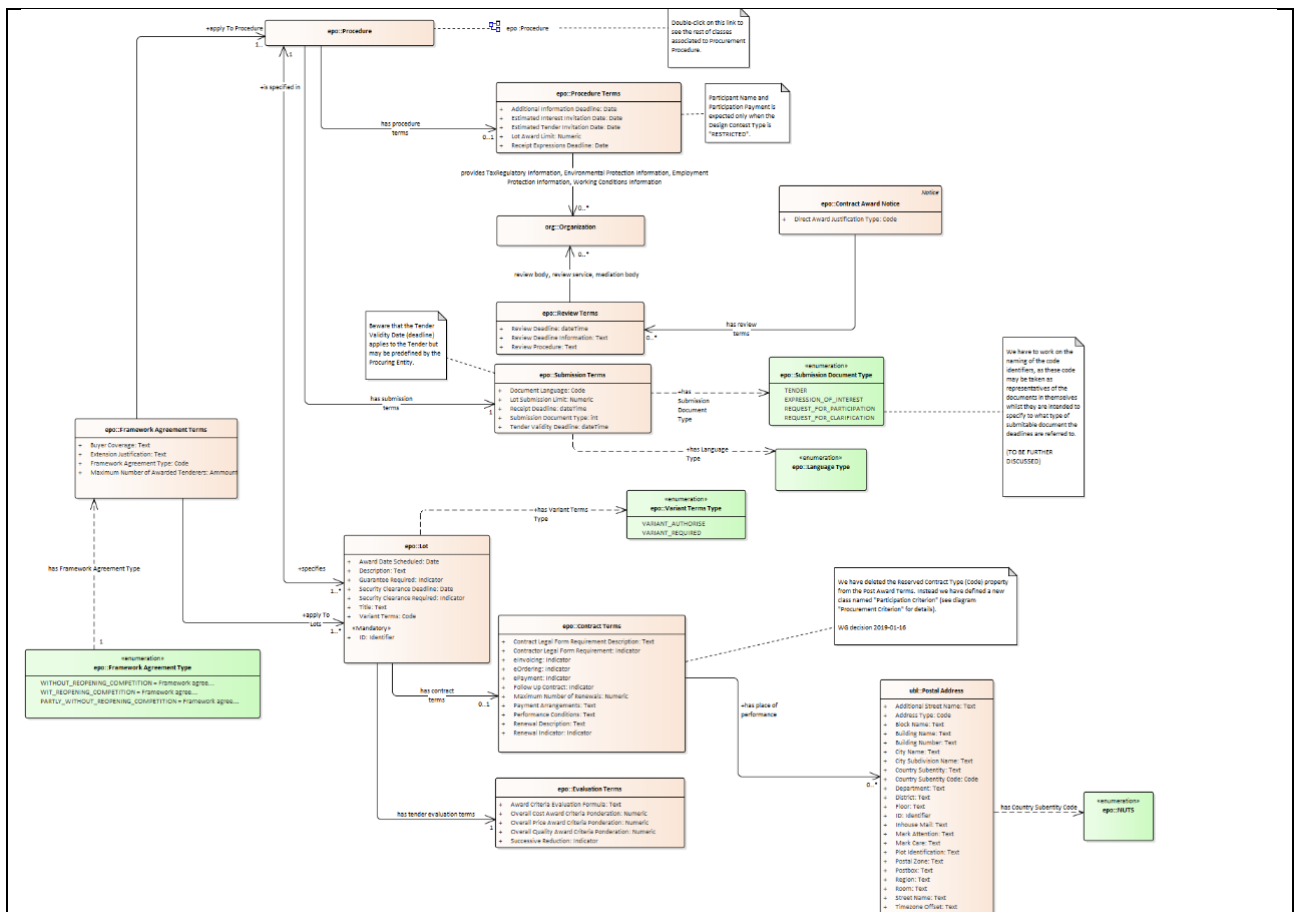 +apply To Procedure
1..
epo::Procedure
epo :Procedure
Double-click on this link to
see the rest of classes
associated to Procurement
Procedure.
1
+is specified in
epo::Procedure Terms
+ Additional Information Deadline: Date
+ Estimated Interest Invitation Date: Date
+ Estimated Tender Invitation Date: Date
+ Lot Award Limit: Numeric
+ Receipt Expressions Deadline: Date
Participant Name and
Participation Payment is
expected only when the
Design Contest Type is
"RESTRICTED".
has procedure
terms
0..1
provides TaxRegulatory Information, Environmental Protection Information, Employment
Protection Information, Working Conditions Information
0..*
org::Organization
0..*
Notice
epo::Contract Award Notice
+ Direct Award Justification Type: Code
review body, review service, mediation body
epo::Review Terms
+ Review Deadline: dateTime
+ Review Deadline Information: Text
+ Review Procedure: Text
has review
terms
0..*
Beware that the Tender
Validity Date (deadline)
applies to the Tender but
may be predefined by the
Procuring Entity.
epo::Submission Terms
+ Document Language: Code
+ Lot Submission Limit: Numeric
+ Receipt Deadline: dateTime
+ Submission Document Type: int
+ Tender Validity Deadline: dateTime
has submission
terms
1
+has
Submission
Document
Type
«enumeration»
epo::Submission Document Type
TENDER
EXPRESSION_OF_INTEREST
REQUEST_FOR_PARTICIPATION
REQUEST_FOR_CLARIFICATION
We have to work on the
naming of the code
identifiers, as these code
may be taken as
representatives of the
documents in themselves
whilst they are intended to
specify to what type of
submitable document the
deadlines are referred to.
(TO BE FURTHER
DISCUSSED)
+has Language
Type
«enumeration»
epo::Language Type
epo::Framework Agreement Terms
+ Buyer Coverage: Text
+ Extension Justification: Text
+ Framework Agreement Type: Code
+ Maximum Number of Awarded Tenderers: Ammount
+has Variant Terms
Type
«enumeration»
epo::Variant Terms Type
VARIANT_AUTHORISE
VARIANT_REQUIRED
has Framework Agreement Type
1
«enumeration»
epo::Framework Agreement Type
WITHOUT_REOPENING_COMPETITION = Framework agree....
WIT_REOPENING_COMPETITION = Framework agree....
PARTLY_WITHOUT_REOPENING_COMPETITION = Framework agree....
+specifies
1..*
+apply To
Lots
1..*
epo::Lot
+ Award Date Scheduled: Date
+ Description: Text
+ Guarantee Required: Indicator
+ Security Clearance Deadline: Date
+ Security Clearance Required: Indicator
+ Title: Text
+ Variant Terms: Code
«Mandatory»
+ ID: Identifier
We have deleted the Reserved Contract Type (Code) property
from the Post Award Terms. Instead we have defined a new
class named "Participation Criterion" (see diagram
"Procurement Criterion" for details).
WG decision 2019-01-16
epo::Contract Terms
+ Contract Legal Form Requirement Description: Text
+ Contractor Legal Form Requirement: Indicator
+ eInvoicing: Indicator
+ eOrdering: Indicator
+ ePayment: Indicator
+ Follow Up Contract: Indicator
+ Maximum Number of Renewals: Numeric
+ Payment Arrangements: Text
+ Performance Conditions: Text
+ Renewal Description: Text
+ Renewal Indicator: Indicator
has contract
terms
0..1
+has place of
performance
0..*
ubl::Postal Address
+ Additional Street Name: Text
+ Address Type: Code
+ Block Name: Text
+ Building Name: Text
+ Building Number: Text
+ City Name: Text
+ City Subdivision Name: Text
+ Country Subentity: Text
+ Country Subentity Code: Code
+ Department: Text
+ District: Text
+ Floor: Text
+ ID: Identifier
+ Inhouse Mail: Text
+ Mark Attention: Text
+ Mark Care: Text
+ Plot Identification: Text
+ Postal Zone: Text
+ Postbox: Text
+ Region: Text
+ Room: Text
+ Street Name: Text
+ Timezone Offset: Text
has Country Subentity Code
«enumeration»
epo::NUTS
has tender evaluation terms
1
epo::Evaluation Terms
+ Award Criteria Evaluation Formula: Text
+ Overall Cost Award Criteria Ponderation: Numeric
+ Overall Price Award Criteria Ponderation: Numeric
+ Overall Quality Award Criteria Ponderation: Numeric
+ Successive Reduction: Indicator